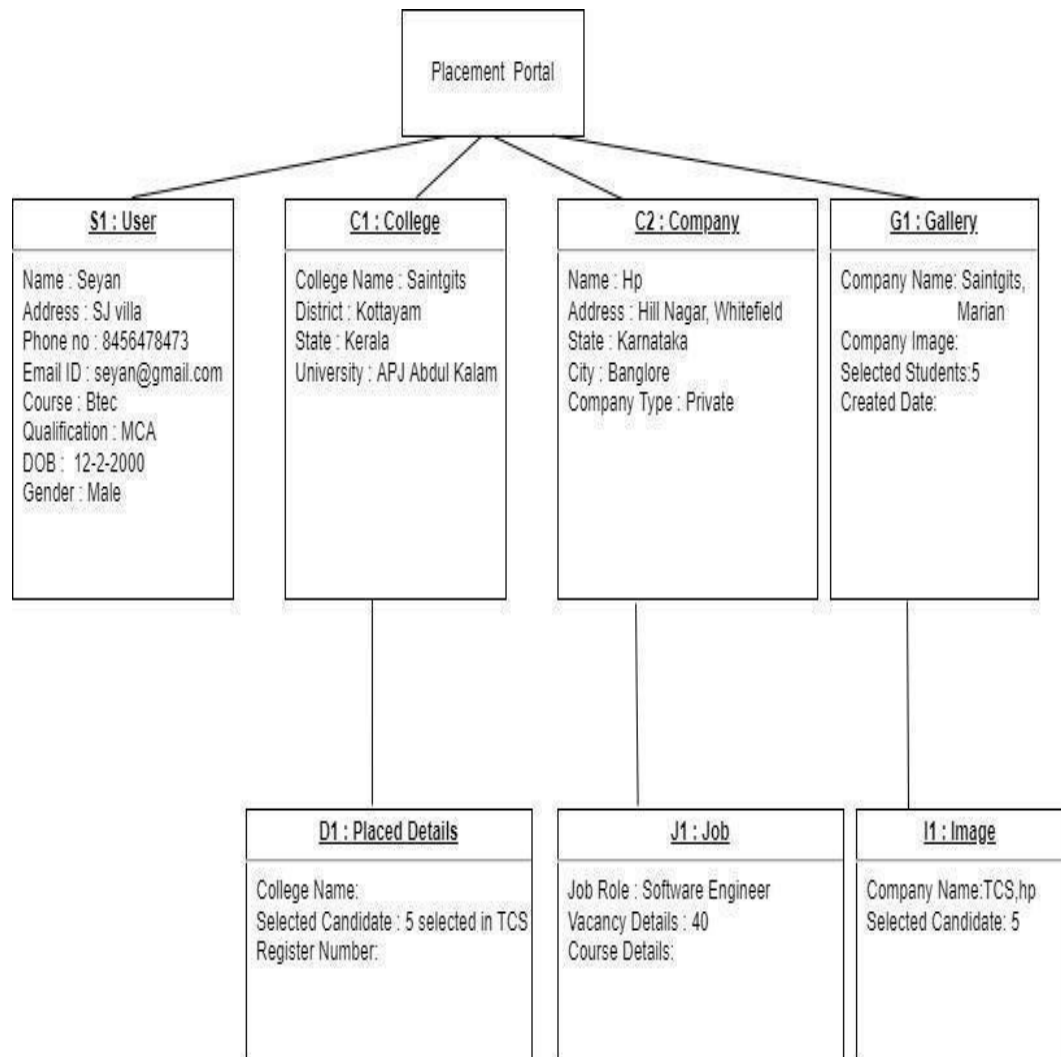 Placement Portal
S1 : User
Name : Seyan
Address : SJ villa
Phone no : 8456478473
Email ID : seyan@gmail.com
Course : Btec
Qualification : MCA
DOB : 12-2-2000
Gender : Male
C1 : College
College Name : Saintgits
District : Kottayam
State : Kerala
University : APJ Abdul Kalam
C2 : Company
Name : Hp
Address : Hill Nagar, Whitefield
State : Karnataka
City : Banglore
Company Type : Private
G1 : Gallery
Company Name: Saintgits,
Marian
Company Image:
Selected Students:5
Created Date:
D1 : Placed Details
College Name:
Selected Candidate : 5 selected in TCS
Register Number:
J1 : Job
Job Role : Software Engineer
Vacancy Details : 40
Course Details:
I1 : Image
Company Name:TCS,hp
Selected Candidate: 5